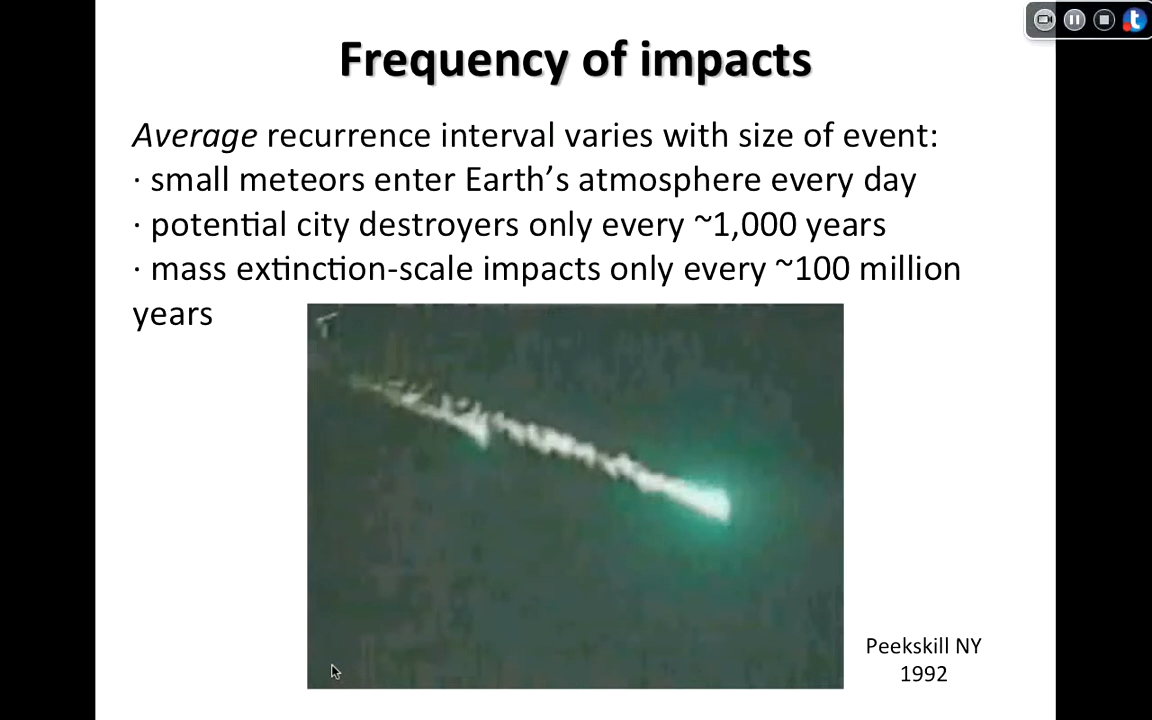 Frequency of impacts
Average recurrence interval varies with size of event:
· small meteors enter Earth’s atmosphere every day
· potential city destroyers only every ~1,000 years
· mass extinction-scale impacts only every ~100 million
years
Peekskill NY
1992
t